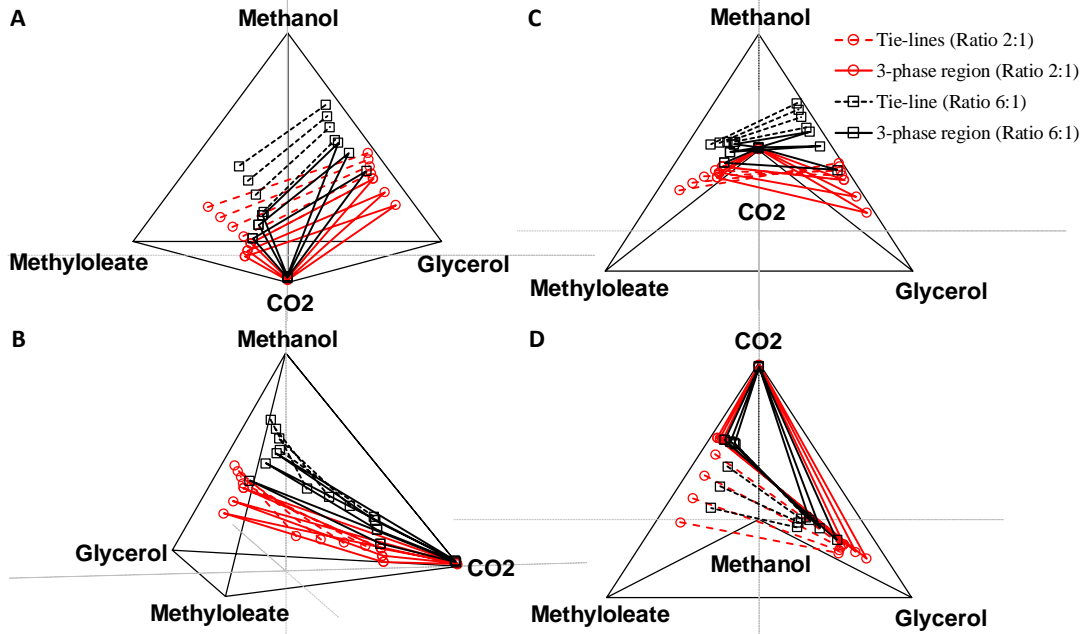 A
Methanol
Methyloleate
Glycerol
CO2
C
Methanol
CO2
Methyloleate
Glycerol
Tie-lines (Ratio 2:1)
3-phase region (Ratio 2:1)
Tie-line (Ratio 6:1)
3-phase region (Ratio 6:1)
B
Methanol
Glycerol
CO2
Methyloleate
D
CO2
Methanol
Methyloleate
Glycerol